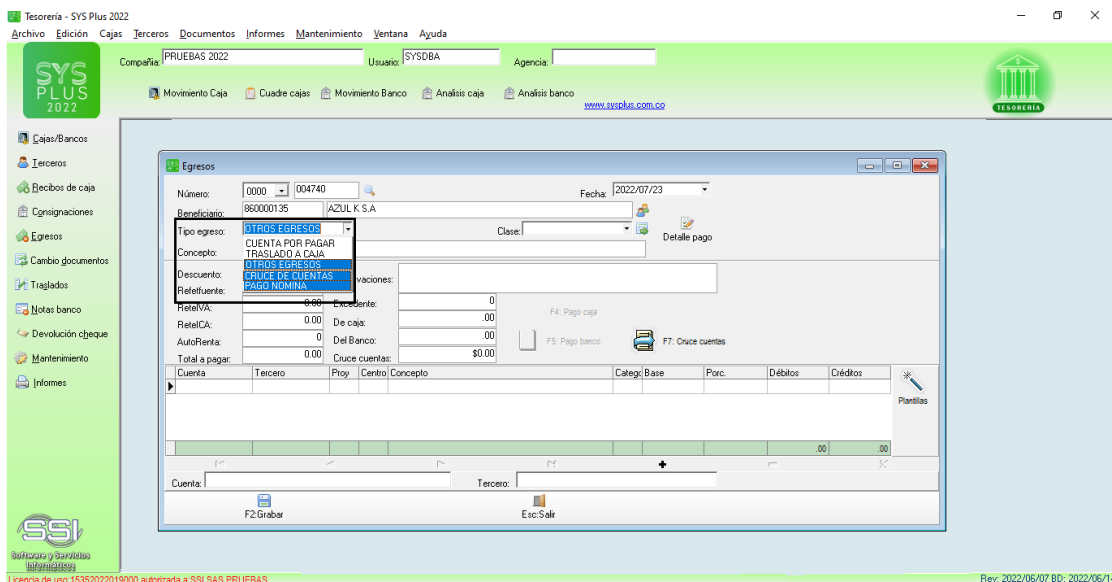 Tesorería - SYS Plus 2022
Archivo Edición Cajas Terceros Documentos Informes Mantenimiento Ventana Ayuda
SYS PLUS 2022
Compañia: PRUEBAS 2022 Usuario: SYSDBA Agencia:
Movimiento Caja Cuadre cajas Movimiento Banco Analisis caja Analisis banco
www.sysplus.com.co
TESORERÍA
Cajas/Bancos
Terceros
Recibos de caja
Consignaciones
Egresos
Cambio documentos
Traslados
Notas banco
Devolución cheque
Mantenimiento
Informes
Egresos
Número: 0000 004740 Fecha: 2022/07/23
Beneficiario: 860000135 AZUL K S.A
Tipo egreso: OTROS EGRESOS Clase: Detalle pago
CUENTA POR PAGAR
TRASLADO A CAJA
OTROS EGRESOS
CRUCE DE CUENTAS
PAGO NOMINA
Concepto:
Descuento: vaciones:
Retefuente:
ReteIVA: 0.00 Excedente: 0
ReteICA: 0.00 De caja: .00 F4: Pago caja
AutoRenta: 0 Del Banco: .00 F5: Pago banco F7: Cruce cuentas
Total a pagar: 0.00 Cruce cuentas: $0.00
Cuenta Tercero Proy Centro Concepto Categc Base Porc. Débitos Créditos
Plantillas
.00 .00
Cuenta: Tercero:
F2:Grabar Esc:Salir
SSI
Software y Servicios
Informáticos
Licencia de uso:15352022019000 autorizada a:SSI SAS PRUEBAS
Rev: 2022/06/07 BD: 2022/06/14